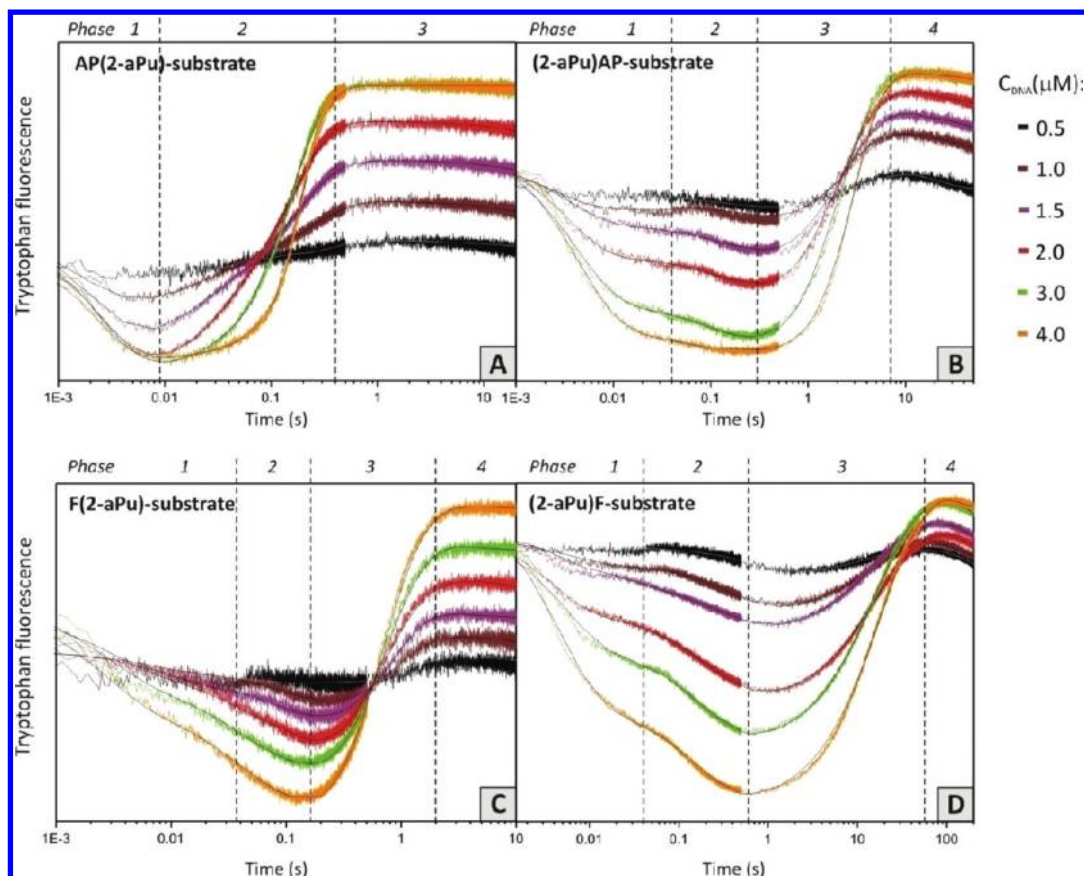 Phase 1 2 3
Phase 1 2 3 4
AP(2-aPu)-substrate
(2-aPu)AP-substrate
C_DNA(μM):
0.5
1.0
1.5
2.0
3.0
4.0
Tryptophan fluorescence
A
B
1E-3 0.01 0.1 1 10
1E-3 0.01 0.1 1 10
Time (s)
Time (s)
Phase 1 2 3 4
Phase 1 2 3 4
F(2-aPu)-substrate
(2-aPu)F-substrate
Tryptophan fluorescence
C
D
1E-3 0.01 0.1 1 10
0.01 0.1 1 10 100
Time (s)
Time (s)